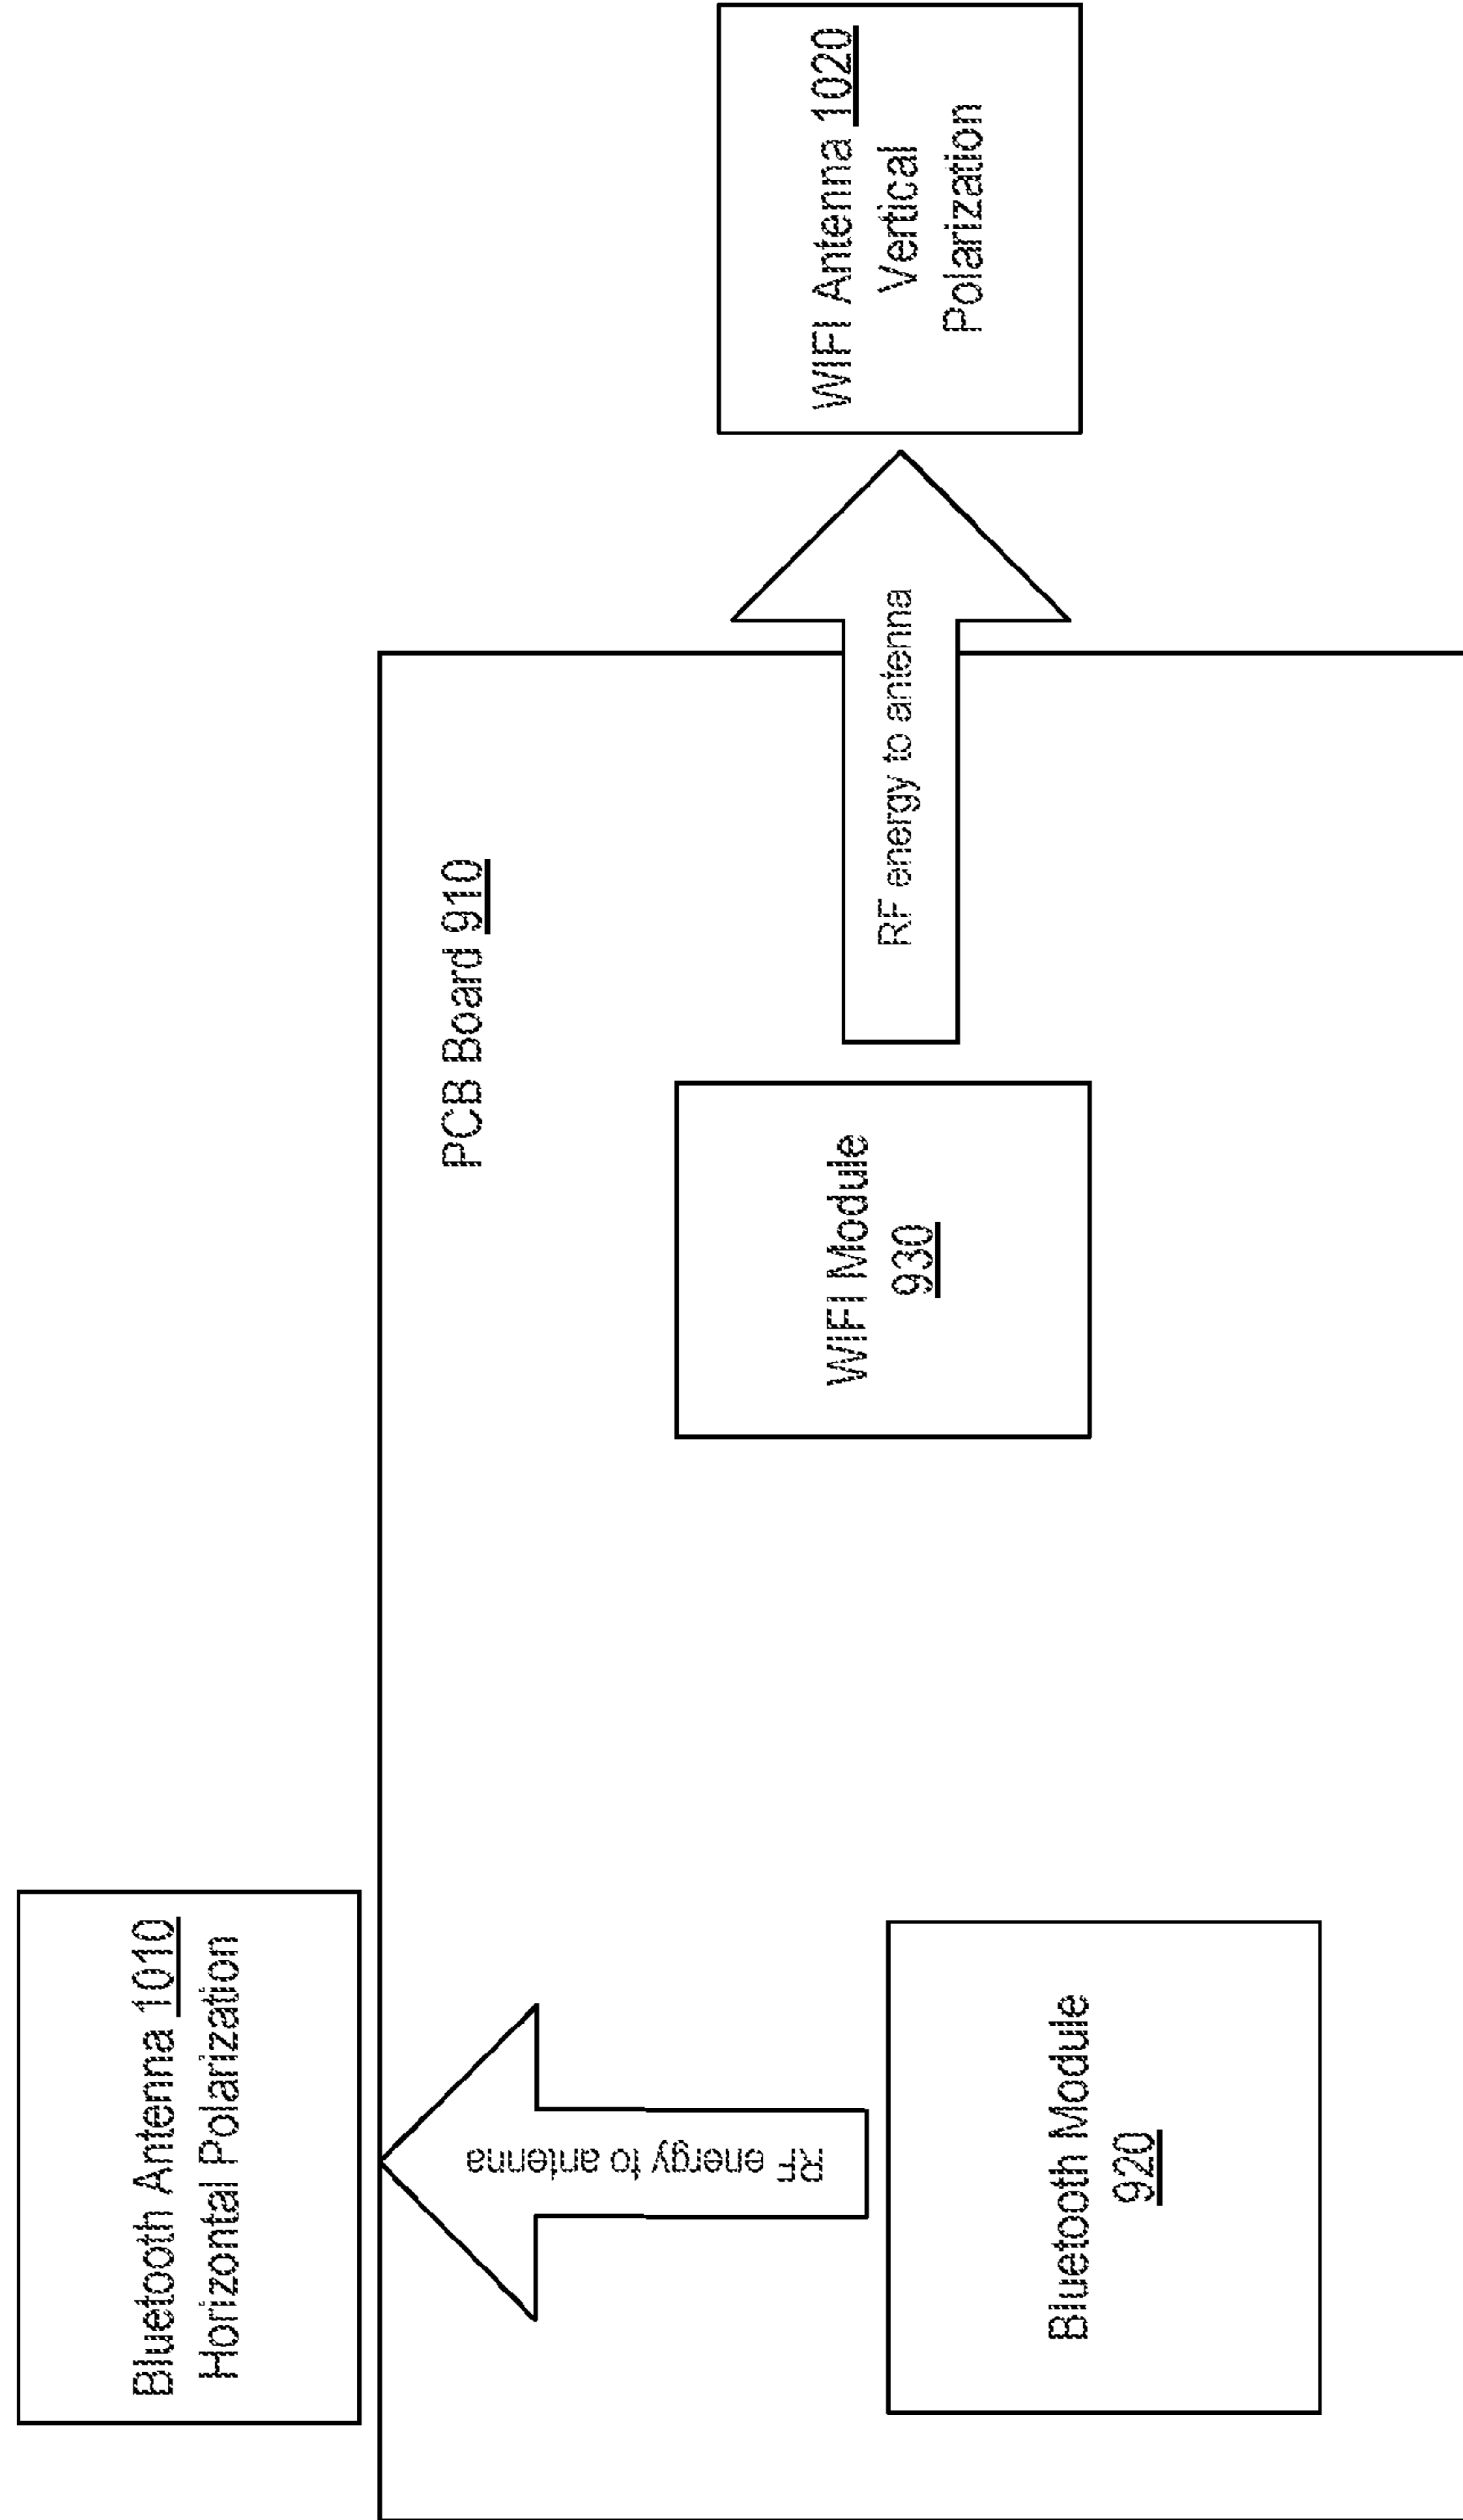 Bluetooth Antenna 1010
Horizontal Polarization
PCB Board 910
RF energy to antenna
WIFI Antenna 1020
Vertical
Polarization
WIFI Module
930
RF energy to antenna
Bluetooth Module
920